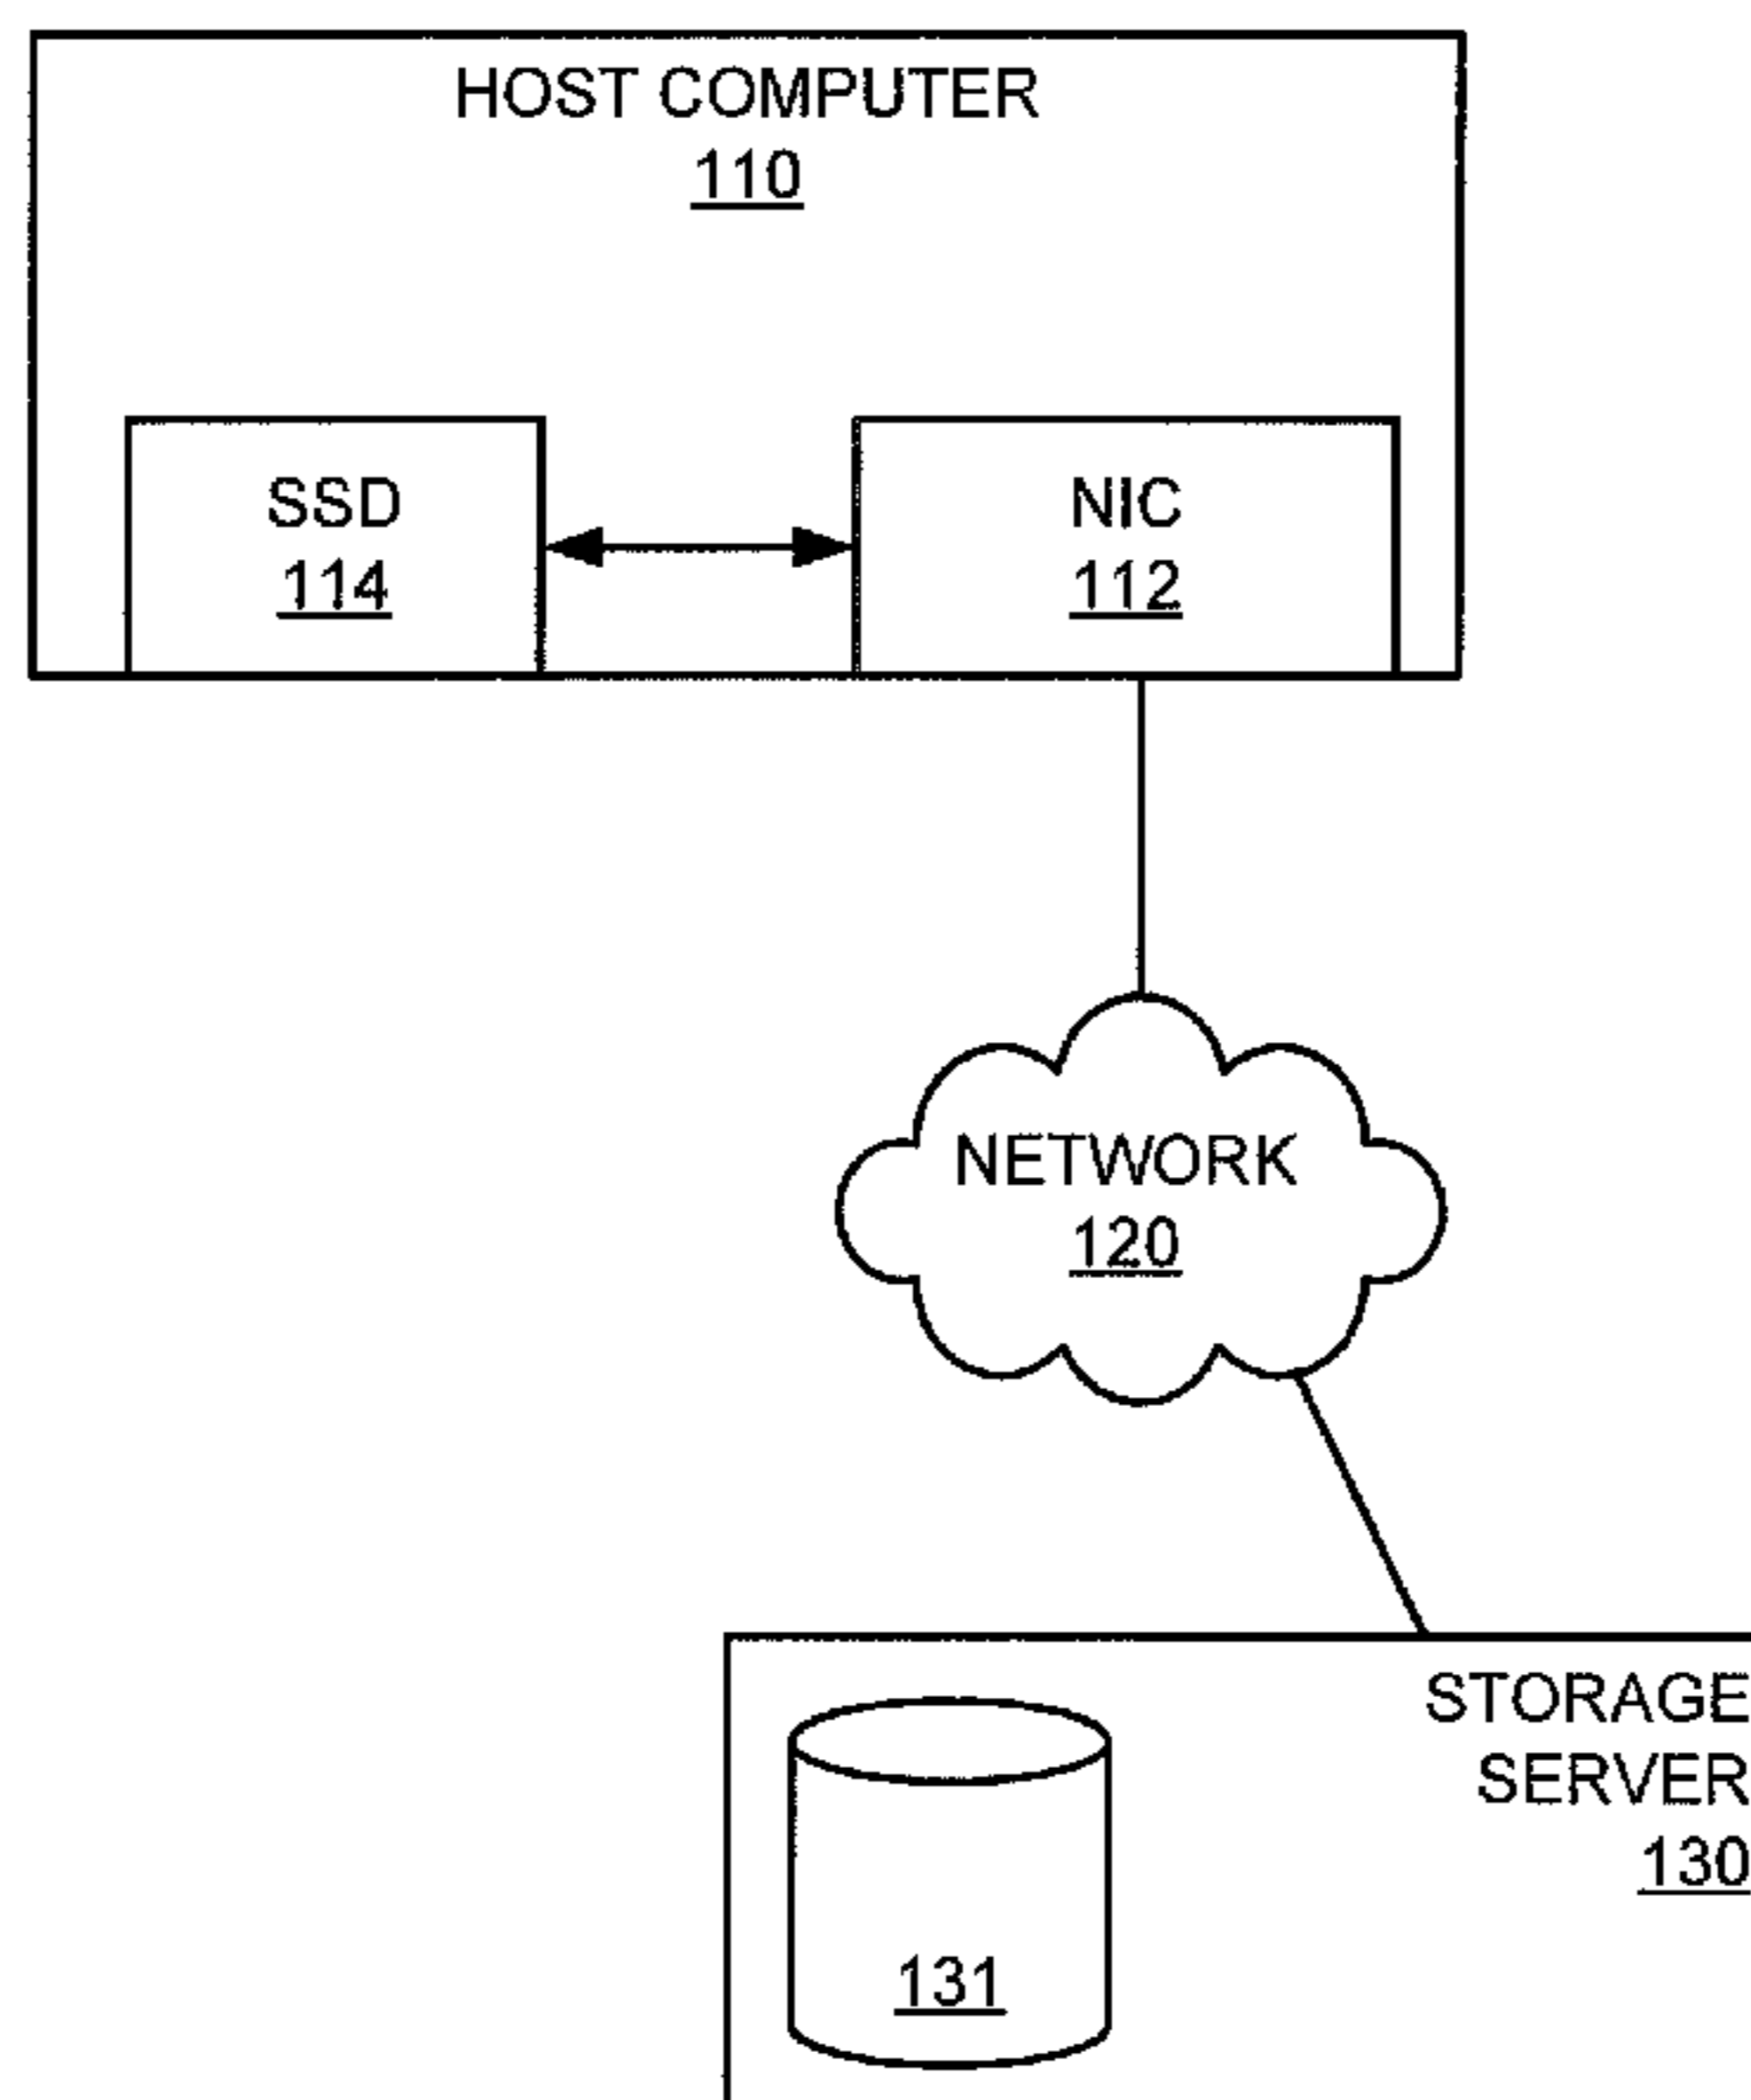 HOST COMPUTER
110
SSD
114
NIC
112
NETWORK
120
STORAGE
SERVER
130
131